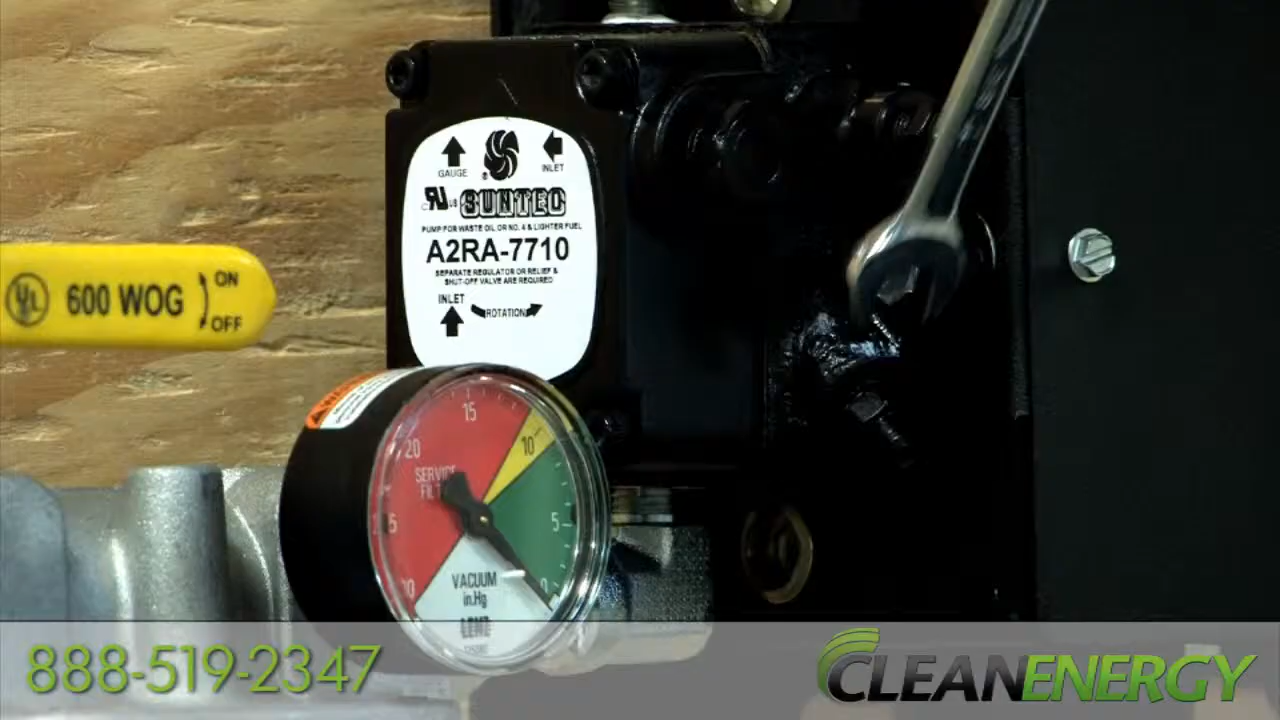 GAUGE
INLET
SUNTEC
PUMP FOR WASTE OIL OR NO. 4 & LIGHTER FUEL
A2RA-7710
SEPARATE REGULATOR OR RELIEF &
SHUT-OFF VALVE ARE REQUIRED
INLET
ROTATION
600 WOG
ON
OFF
15
20
10
SERVICE
5
VACUUM
in.Hg
0
888-519-2347
CLEANENERGY